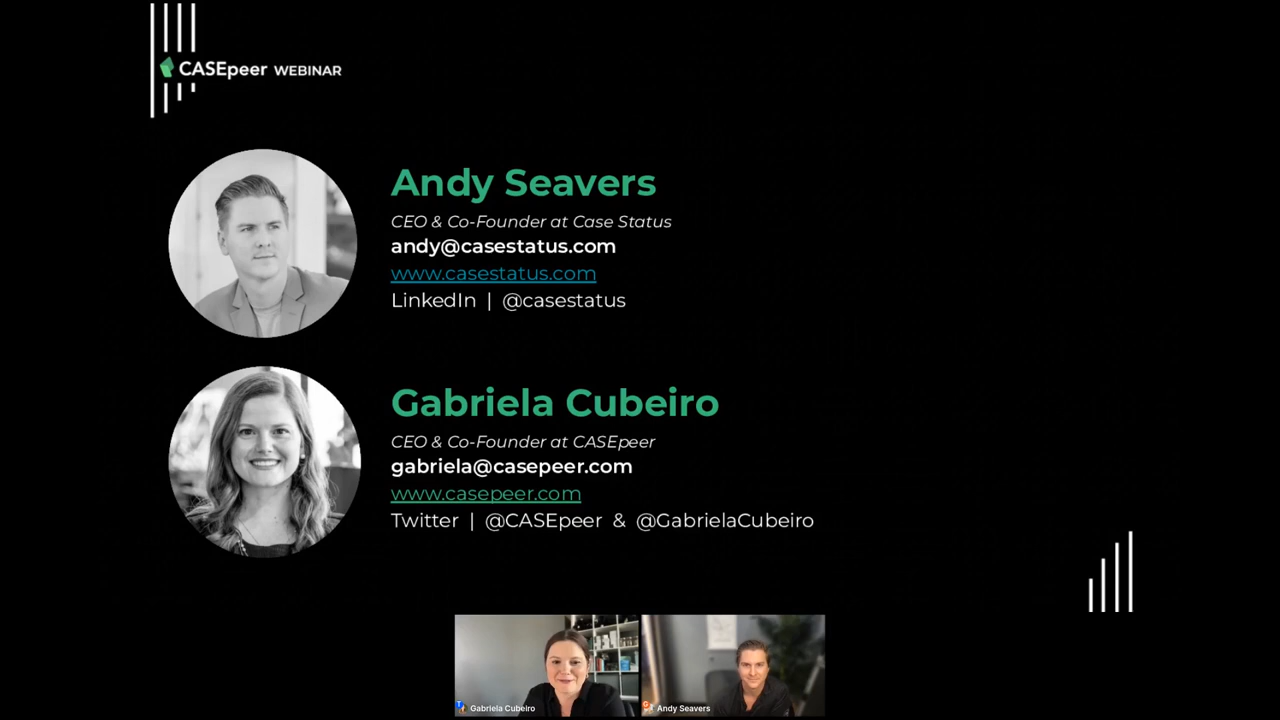 CASEpeer WEBINAR
Andy Seavers
CEO & Co-Founder at Case Status
andy@casestatus.com
www.casestatus.com
LinkedIn | @casestatus
Gabriela Cubeiro
CEO & Co-Founder at CASEpeer
gabriela@casepeer.com
www.casepeer.com
Twitter | @CASEpeer & @GabrielaCubeiro
Gabriela Cubeiro
Andy Seavers